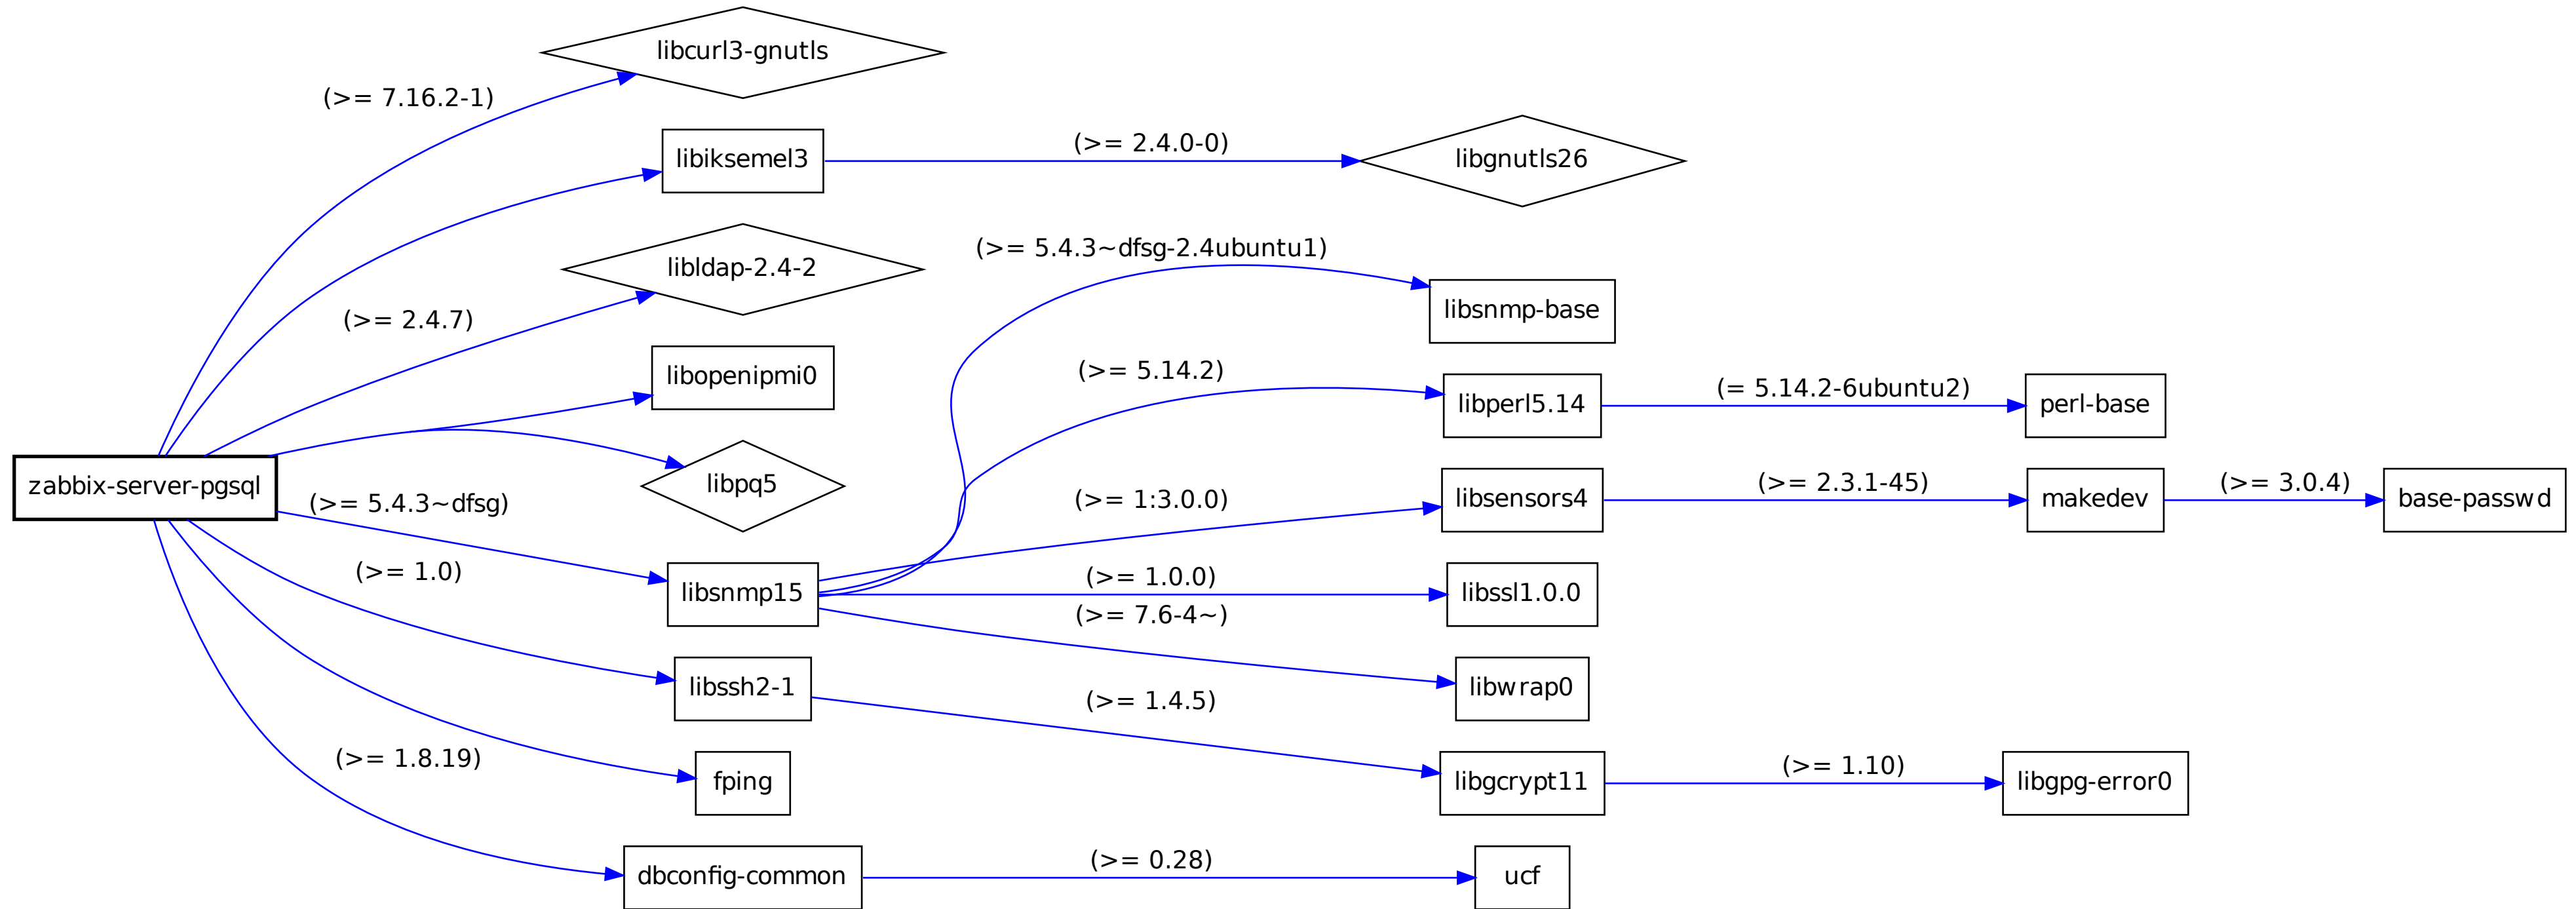 libcurl3-gnutls
(>= 7.16.2-1)
libiksemel3
(>= 2.4.0-0)
libgnutls26
(>= 5.4.3~dfsg-2.4ubuntu1)
libldap-2.4-2
(>= 2.4.7)
libsnmp-base
libopenipmi0
(>= 5.14.2)
libperl5.14
(= 5.14.2-6ubuntu2)
perl-base
zabbix-server-pgsql
(>= 5.4.3~dfsg)
libpq5
(>= 1:3.0.0)
libsensors4
(>= 2.3.1-45)
makedev
(>= 3.0.4)
base-passwd
(>= 1.0)
libsnmp15
(>= 1.0.0)
libssl1.0.0
(>= 7.6-4~)
libwrap0
libssh2-1
(>= 1.4.5)
(>= 1.8.19)
fping
libgcrypt11
(>= 1.10)
libgpg-error0
dbconfig-common
(>= 0.28)
ucf